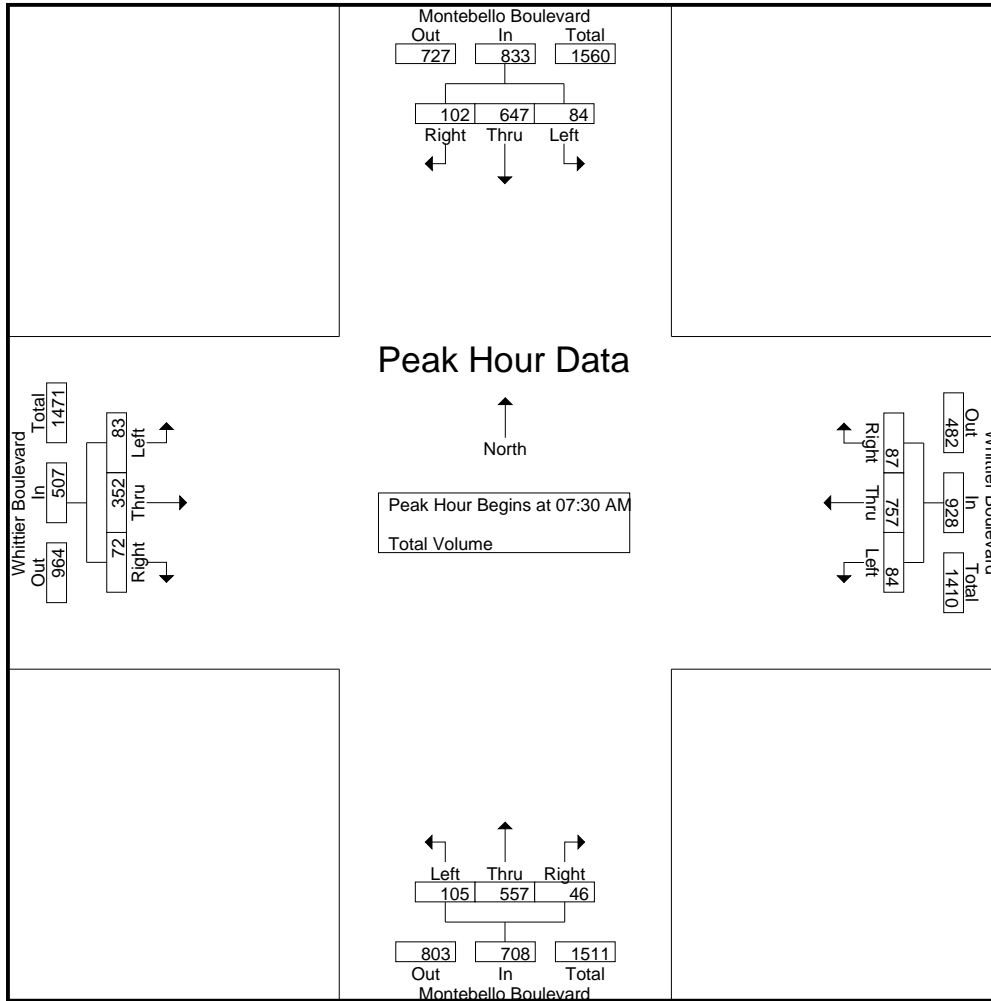 Montebello Boulevard
Out In Total
727 833 1560
102 647 84
Right Thru Left
Peak Hour Data
North
Peak Hour Begins at 07:30 AM
Total Volume
Whittier Boulevard
Out In Total
964 507 1471
72 352 83
Right Thru Left
Whittier Boulevard
Out In Total
482 928 1410
87 757 84
Right Thru Left
Left Thru Right
105 557 46
803 708 1511
Out In Total
Montebello Boulevard